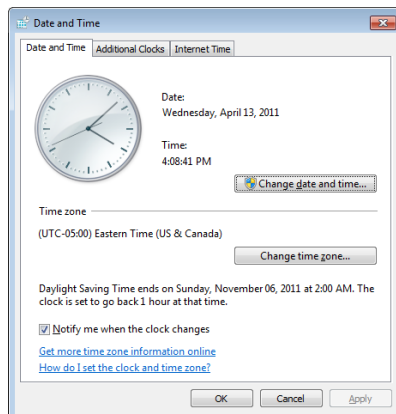 Date and Time
Date and Time Additional Clocks Internet Time
Date:
Wednesday, April 13, 2011
Time:
4:08:41 PM
Change date and time...
Time zone
(UTC-05:00) Eastern Time (US & Canada)
Change time zone...
Daylight Saving Time ends on Sunday, November 06, 2011 at 2:00 AM. The
clock is set to go back 1 hour at that time.
Notify me when the clock changes
Get more time zone information online
How do I set the clock and time zone?
OK Cancel Apply